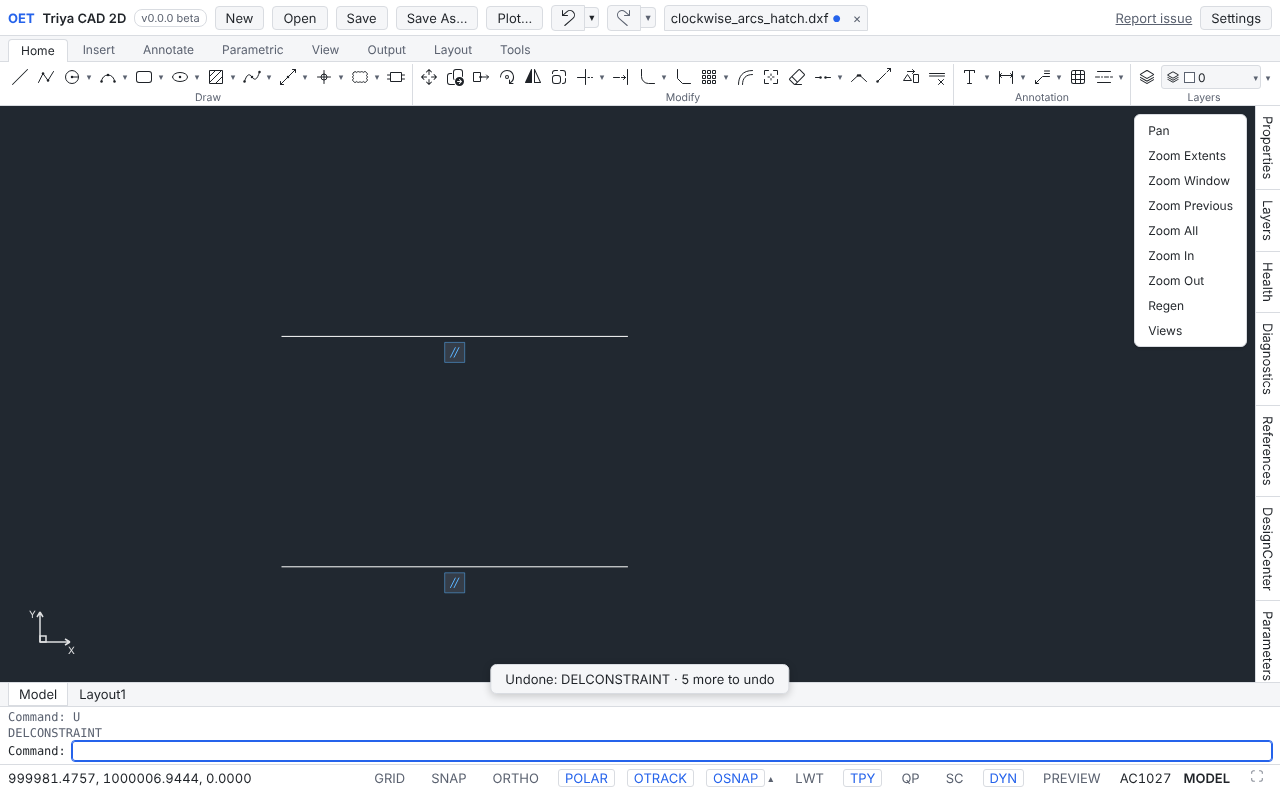 OET Triya CAD 2D v0.0.0 beta New Open Save Save As... Plot... clockwise_arcs_hatch.dxf × Report issue Settings
Home Insert Annotate Parametric View Output Layout Tools
0
Draw Modify Annotation Layers
Pan
Zoom Extents
Zoom Window
Zoom Previous
Zoom All
Zoom In
Zoom Out
Regen
Views
Properties
Layers
Health
Diagnostics
References
DesignCenter
Parameters
Y
X
Undone: DELCONSTRAINT · 5 more to undo
Model Layout1
Command: U
DELCONSTRAINT
Command:
999981.4757, 1000006.9444, 0.0000 GRID SNAP ORTHO POLAR OTRACK OSNAP LWT TPY QP SC DYN PREVIEW AC1027 MODEL